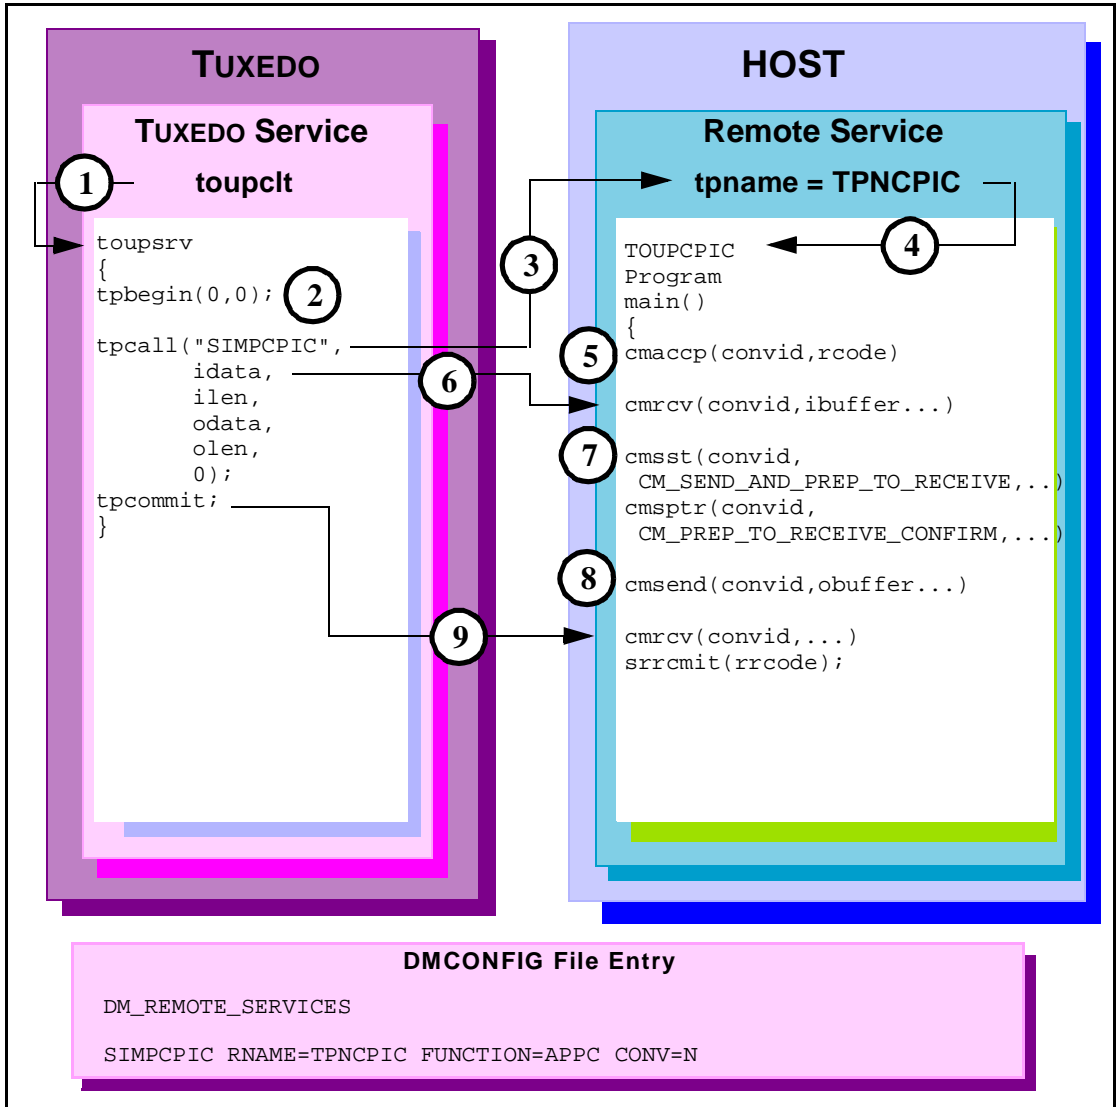 TUXEDO
TUXEDO Service
toupclt
1
toupsrv
{
tpbegin(0,0);
2
tpcall("SIMPCPIC",
idata,
ilen,
odata,
olen,
0);
tpcommit;
}
3
6
9
HOST
Remote Service
tpname = TPNCPIC
4
TOUPCPIC
Program
main()
{
5
cmaccp(convid,rcode)
cmrcv(convid,ibuffer...)
7
cmsst(convid,
CM_SEND_AND_PREP_TO_RECEIVE,..)
cmsptr(convid,
CM_PREP_TO_RECEIVE_CONFIRM,...)
8
cmsend(convid,obuffer...)
cmrcv(convid,...)
srrcmit(rrcode);
DMCONFIG File Entry
DM_REMOTE_SERVICES
SIMPCPIC RNAME=TPNCPIC FUNCTION=APPC CONV=N